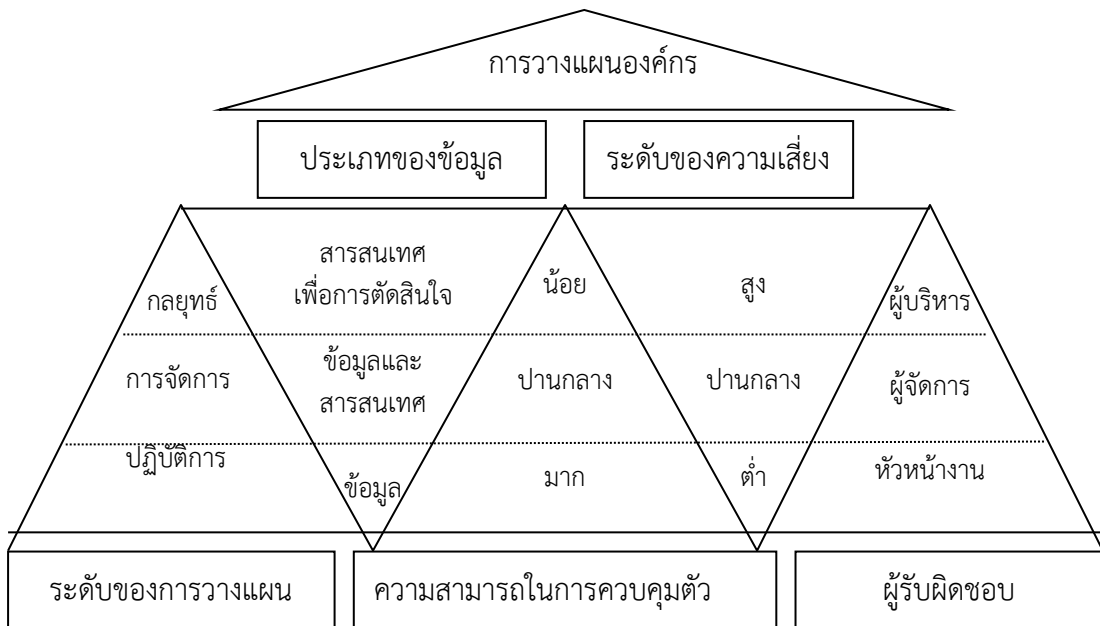 การวางแผนองค์กร
ประเภทของข้อมูล
ระดับของความเสี่ยง
สารสนเทศ
เพื่อการตัดสินใจ
น้อย
สูง
กลยุทธ์
ผู้บริหาร
ข้อมูลและ
สารสนเทศ
การจัดการ
ปานกลาง
ปานกลาง
ผู้จัดการ
ปฏิบัติการ
ข้อมูล
มาก
ต่ำ
หัวหน้างาน
ระดับของการวางแผน
ความสามารถในการควบคุมตัว
ผู้รับผิดชอบ